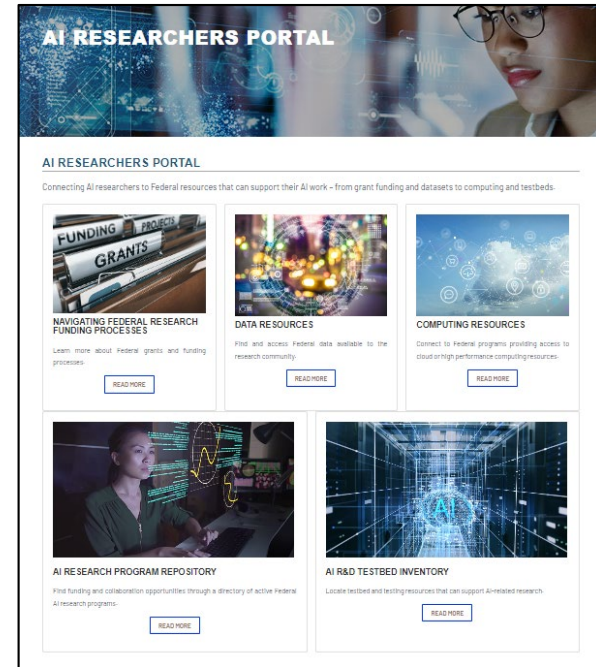 AI RESEARCHERS PORTAL
AI RESEARCHERS PORTAL
Connecting AI researchers to Federal resources that can support their AI work – from grant funding and datasets to computing and testbeds.
FUNDING
PROJECTS
GRANTS
NAVIGATING FEDERAL RESEARCH
FUNDING PROCESSES
Learn more about Federal grants and funding
processes.
READ MORE
DATA RESOURCES
Find and access Federal data available to the
research community.
READ MORE
COMPUTING RESOURCES
Connect to Federal programs providing access to
cloud or high performance computing resources.
READ MORE
AI RESEARCH PROGRAM REPOSITORY
Find funding and collaboration opportunities through a directory of active Federal
AI research programs.
READ MORE
AI
AI R&D TESTBED INVENTORY
Locate testbed and testing resources that can support AI-related research.
READ MORE